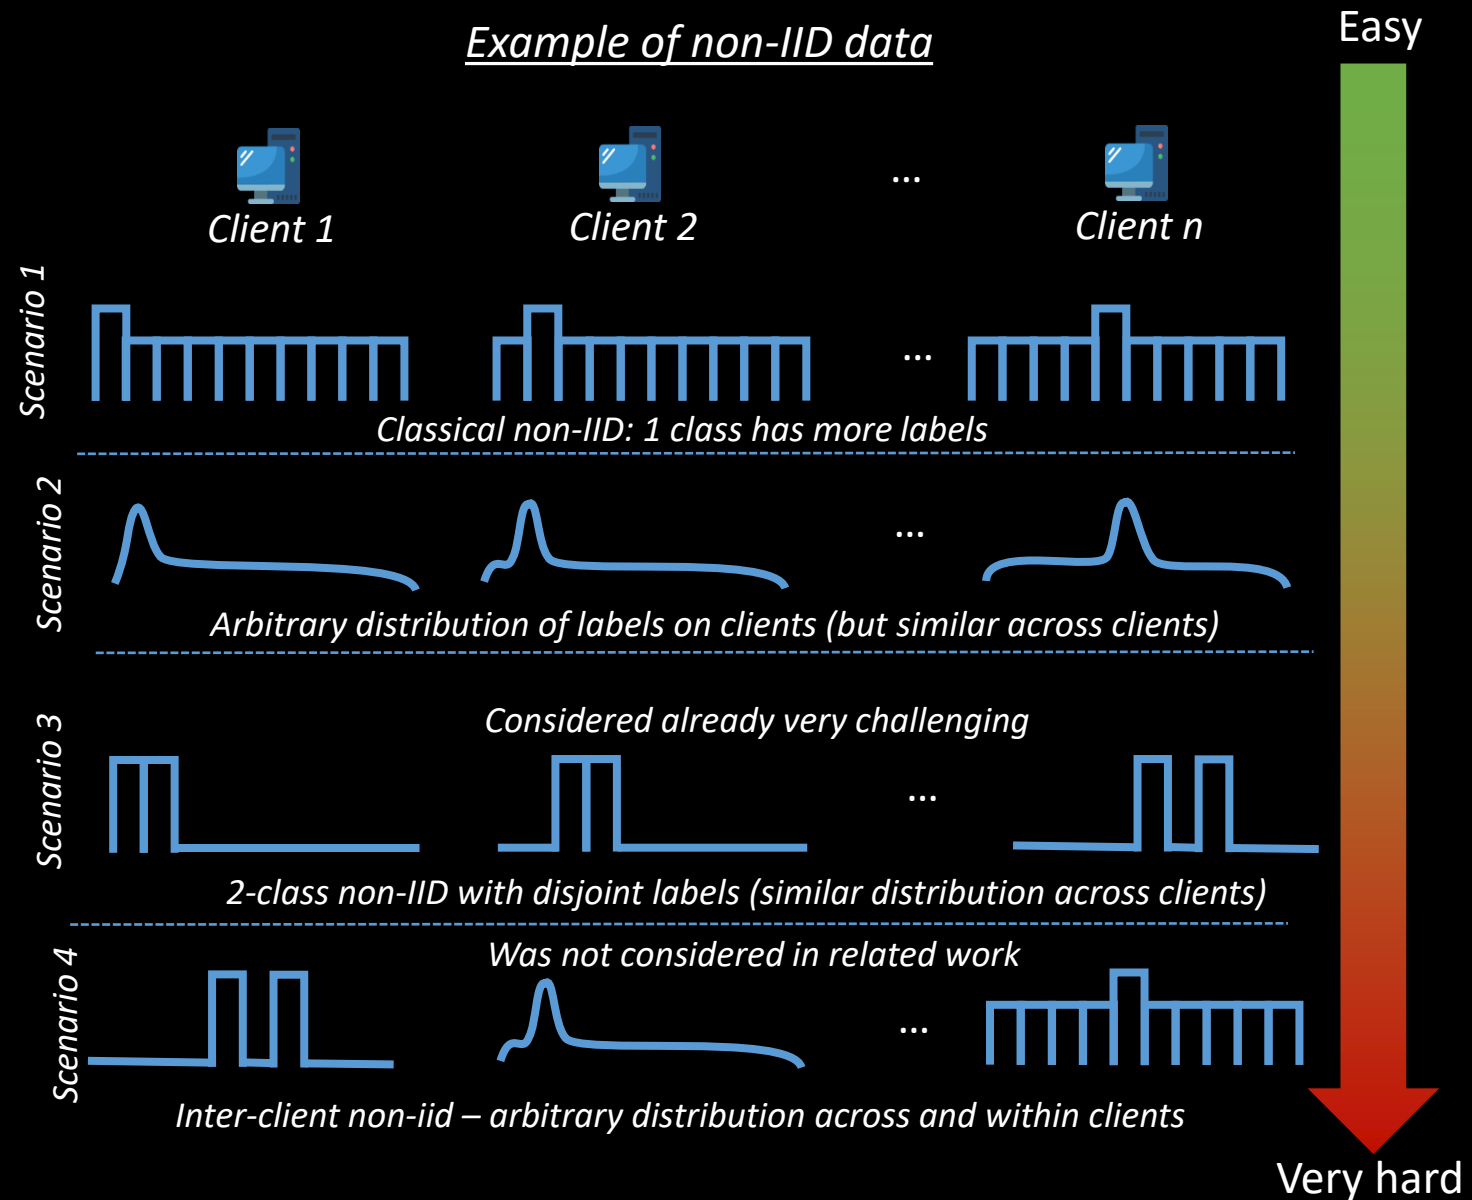 Example of non-IID data
Easy
...
Client 1
Client 2
Client n
Scenario 1
...
Classical non-IID: 1 class has more labels
Scenario 2
...
Arbitrary distribution of labels on clients (but similar across clients)
Scenario 3
Considered already very challenging
...
2-class non-IID with disjoint labels (similar distribution across clients)
Scenario 4
Was not considered in related work
...
Inter-client non-iid – arbitrary distribution across and within clients
Very hard